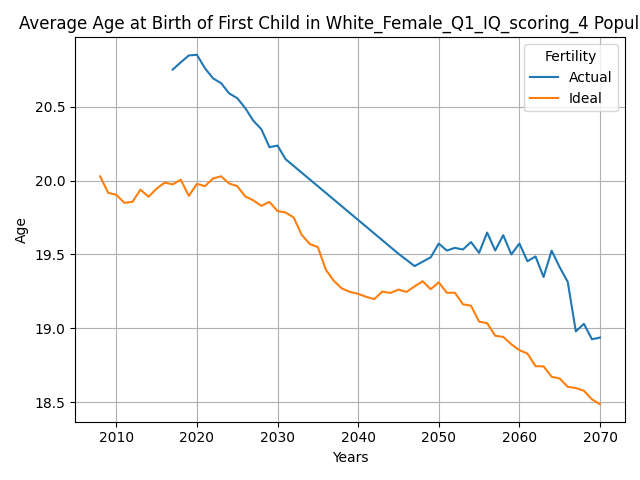 Average Age at Birth of First Child in White_Female_Q1_IQ_scoring_4 Popul
Fertility
Actual
Ideal
Age
20.5
20.0
19.5
19.0
18.5
2010 2020 2030 2040 2050 2060 2070
Years